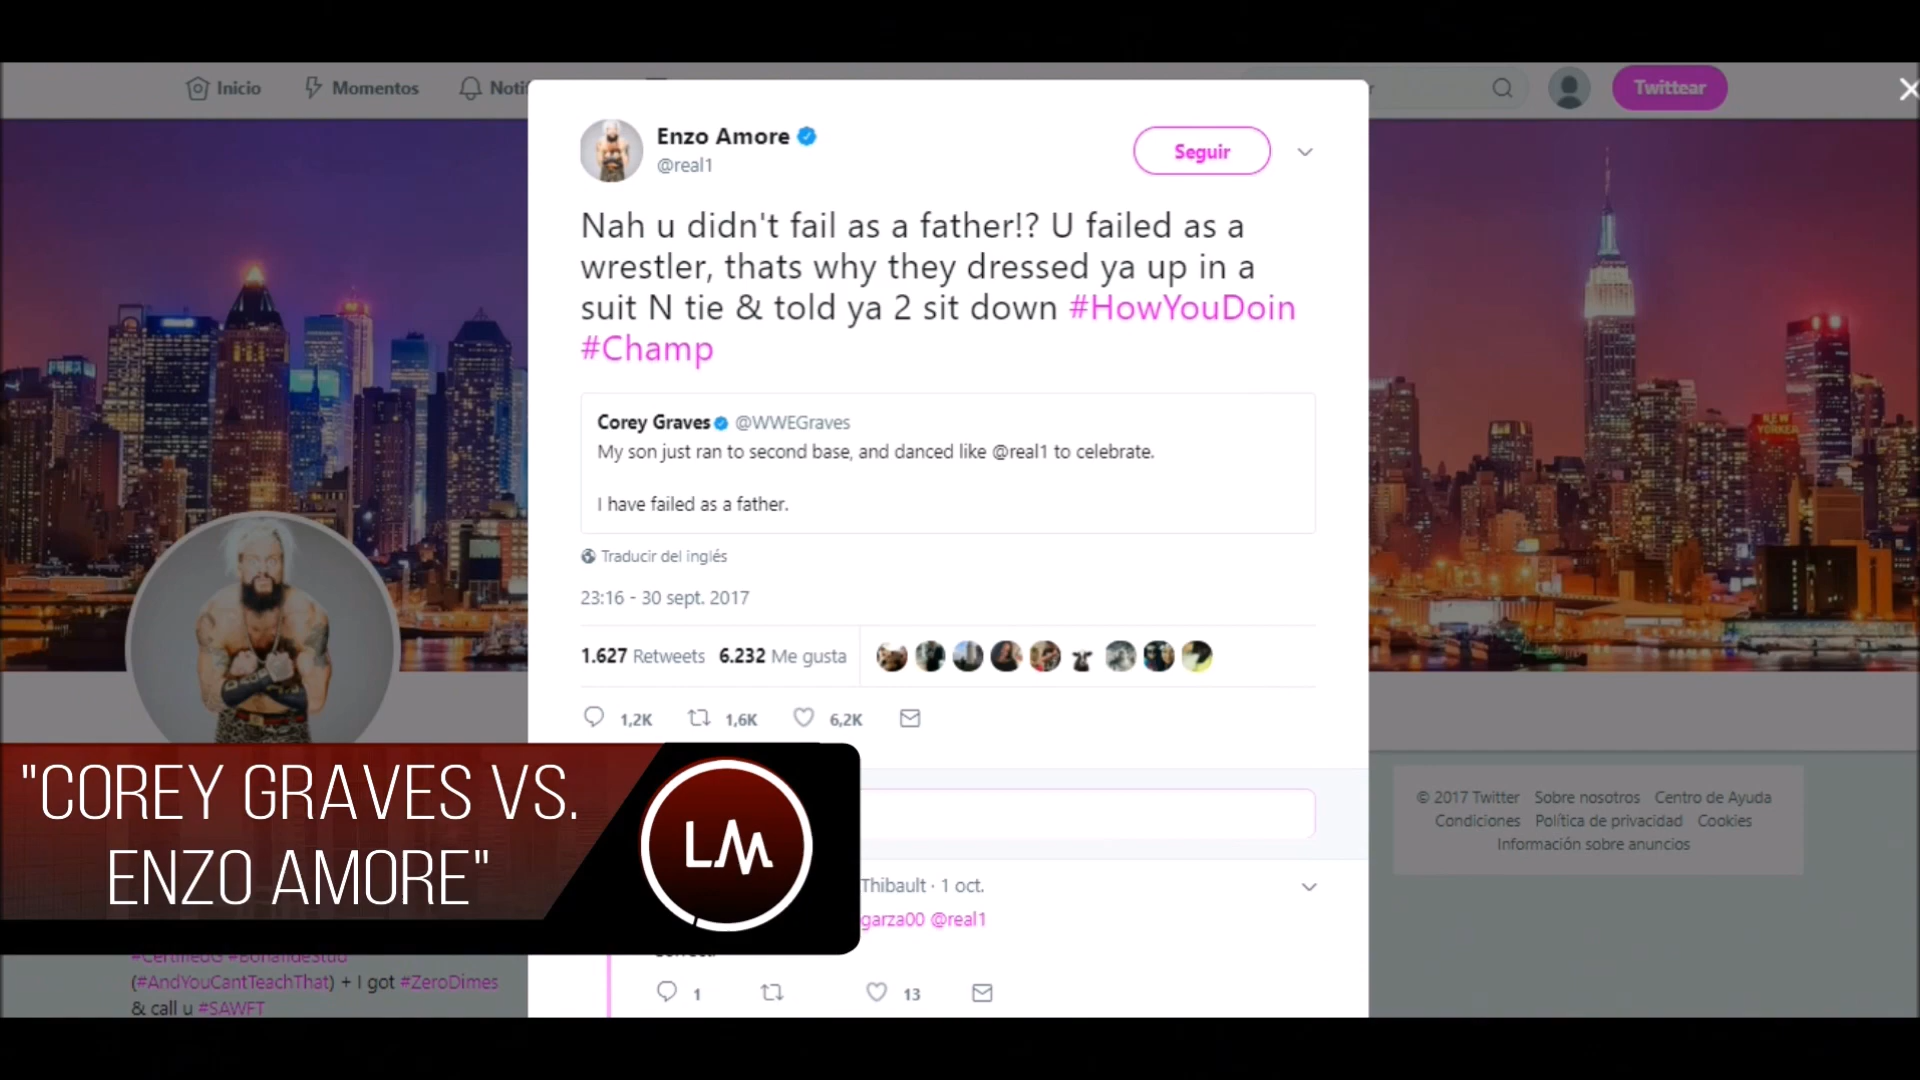 Inicio
Momentos
Noti
Twittear
Enzo Amore
@real1
Seguir
Nah u didn't fail as a father!? U failed as a
wrestler, thats why they dressed ya up in a
suit N tie & told ya 2 sit down #HowYouDoin
#Champ
Corey Graves @WWEGraves
My son just ran to second base, and danced like @real1 to celebrate.
I have failed as a father.
Traducir del inglés
23:16 - 30 sept. 2017
1.627 Retweets 6.232 Me gusta
1,2K 1,6K 6,2K
"COREY GRAVES VS.
ENZO AMORE"
LM
NEW
YORKER
© 2017 Twitter Sobre nosotros Centro de Ayuda
Condiciones Política de privacidad Cookies
Información sobre anuncios
Thibault · 1 oct.
garza00 @real1
1 13
#CertifiedG #BonafideStud
(#AndYouCantTeachThat) + I got #ZeroDimes
& call u #SAWFT